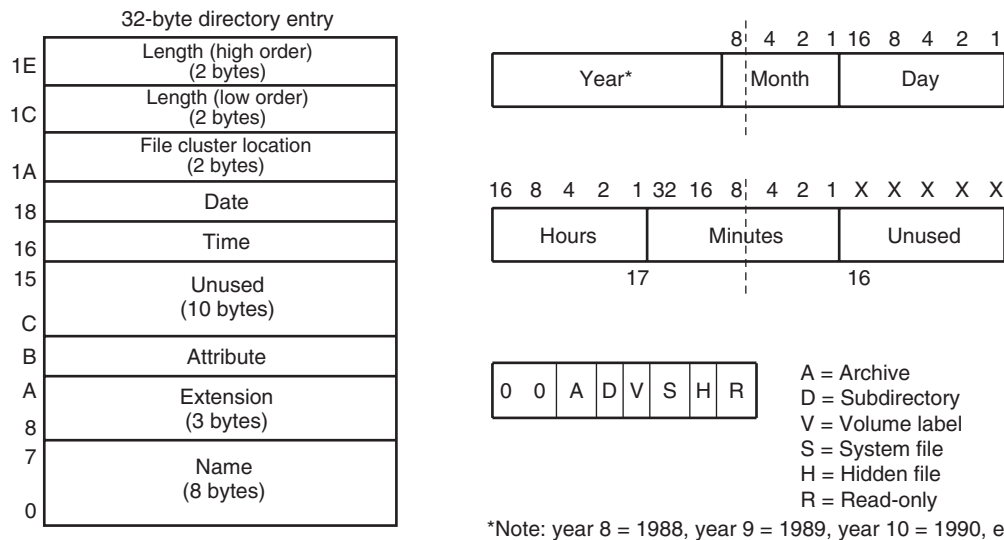 32-byte directory entry
1E
Length (high order)
(2 bytes)
1C
Length (low order)
(2 bytes)
1A
File cluster location
(2 bytes)
18
Date
16
Time
15
Unused
(10 bytes)
C
B
Attribute
A
Extension
(3 bytes)
8
7
Name
(8 bytes)
0
8 4 2 1 16 8 4 2 1
Year* Month Day
16 8 4 2 1 32 16 8 4 2 1 X X X X X
Hours Minutes Unused
17 16
0 0 A D V S H R
A = Archive
D = Subdirectory
V = Volume label
S = System file
H = Hidden file
R = Read-only
*Note: year 8 = 1988, year 9 = 1989, year 10 = 1990, e